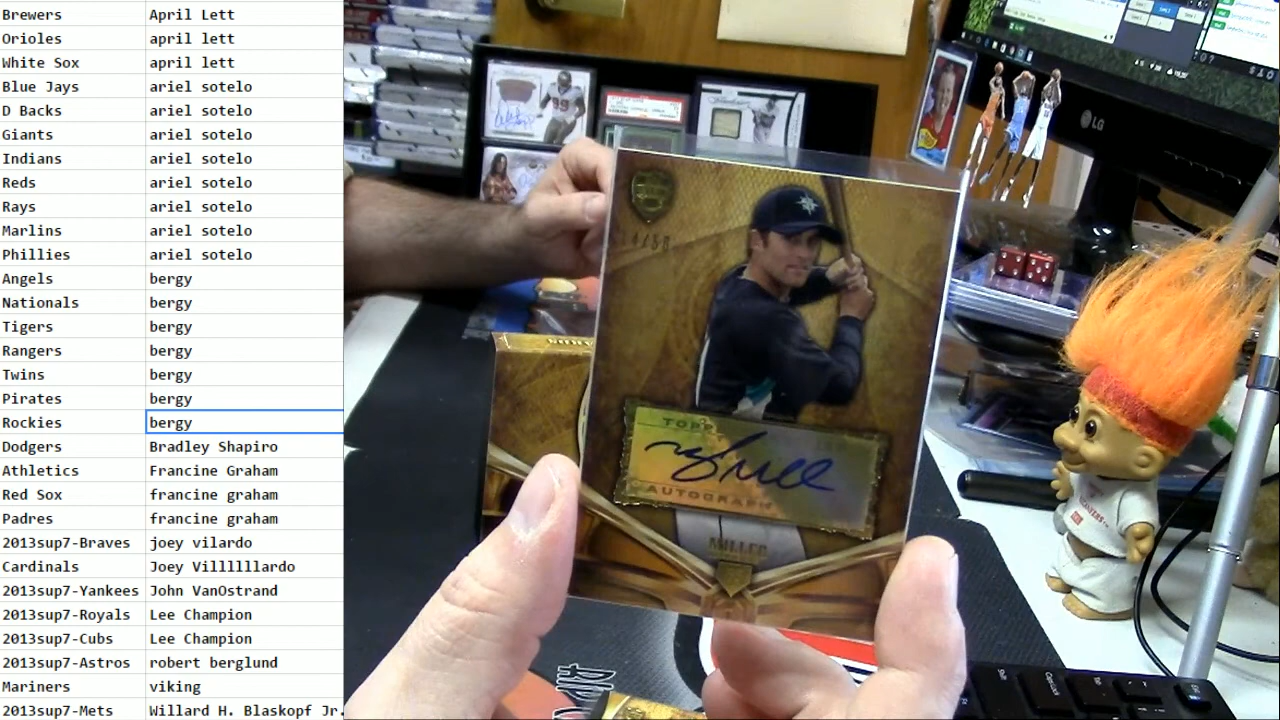 Brewers April Lett
Orioles april lett
White Sox april lett
Blue Jays ariel sotelo
D Backs ariel sotelo
Giants ariel sotelo
Indians ariel sotelo
Reds ariel sotelo
Rays ariel sotelo
Marlins ariel sotelo
Phillies ariel sotelo
Angels bergy
Nationals bergy
Tigers bergy
Rangers bergy
Twins bergy
Pirates bergy
Rockies bergy
Dodgers Bradley Shapiro
Athletics Francine Graham
Red Sox francine graham
Padres francine graham
2013sup7-Braves joey vilardo
Cardinals Joey Villllllardo
2013sup7-Yankees John VanOstrand
2013sup7-Royals Lee Champion
2013sup7-Cubs Lee Champion
2013sup7-Astros robert berglund
Mariners viking
2013sup7-Mets Willard H. Blaskopf Jr.
LG
TOPPS
AUTOGRAPH
MILLER